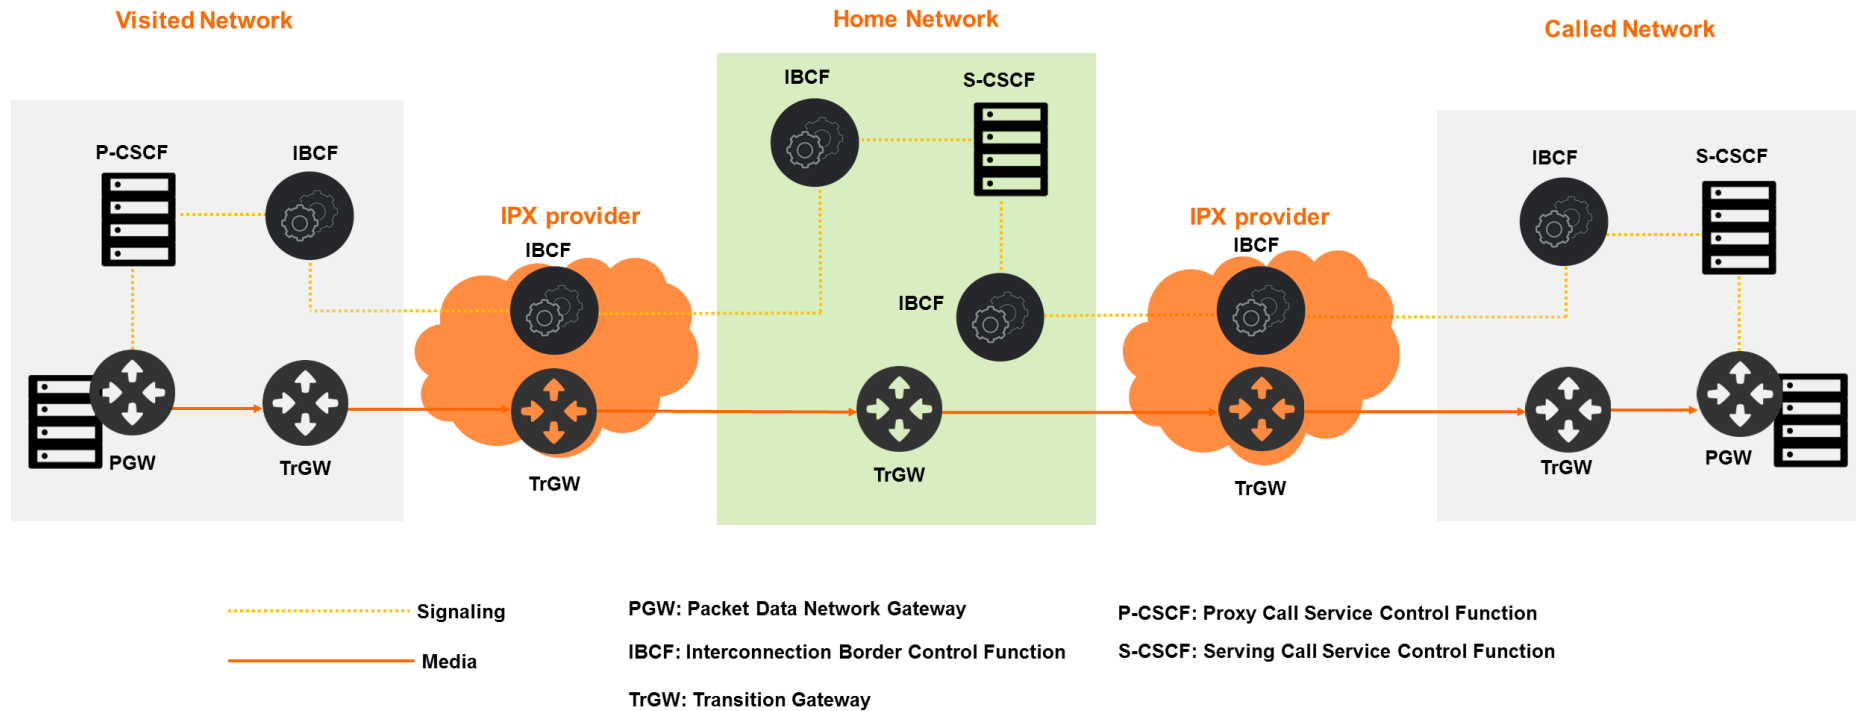 Visited Network
Home Network
Called Network
P-CSCF
IBCF
PGW
TrGW
IPX provider
IBCF
TrGW
IBCF
S-CSCF
IBCF
TrGW
IPX provider
IBCF
TrGW
IBCF
S-CSCF
TrGW
PGW
Signaling
Media
PGW: Packet Data Network Gateway
IBCF: Interconnection Border Control Function
TrGW: Transition Gateway
P-CSCF: Proxy Call Service Control Function
S-CSCF: Serving Call Service Control Function